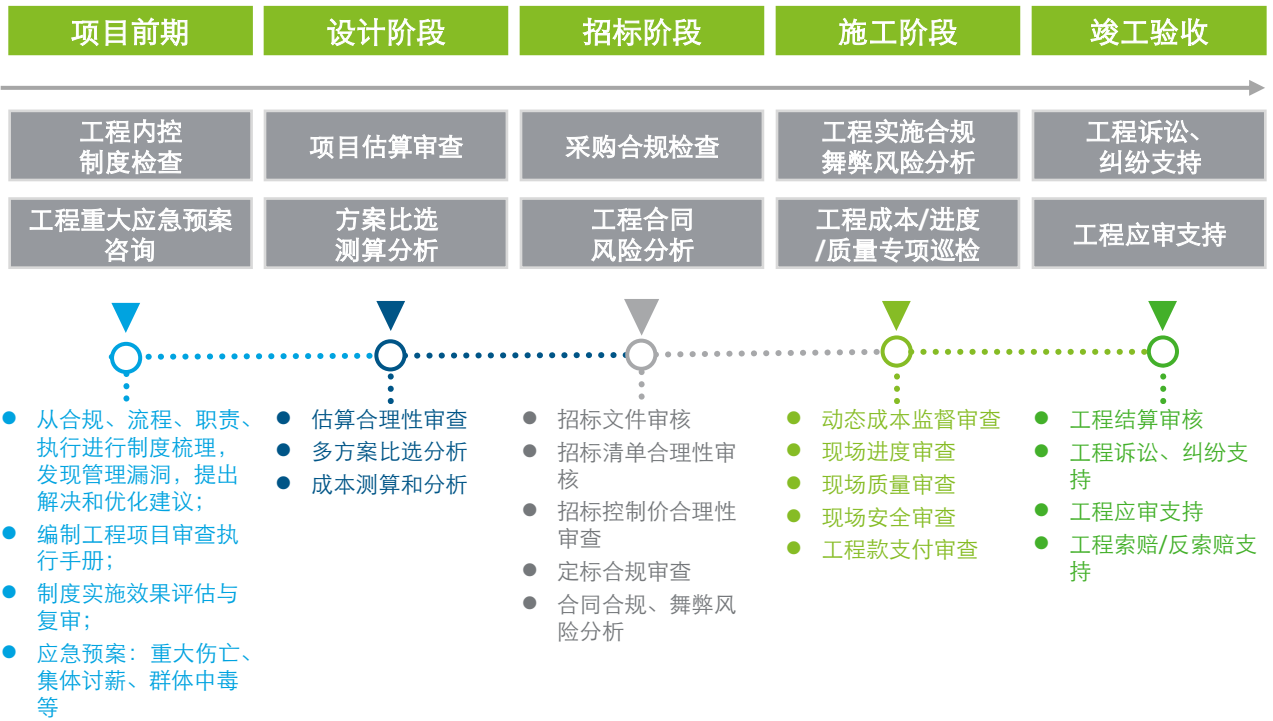 项目前期
设计阶段
招标阶段
施工阶段
竣工验收
工程内控
制度检查
项目估算审查
采购合规检查
工程实施合规
舞弊风险分析
工程诉讼、
纠纷支持
工程重大应急预案
咨询
方案比选
测算分析
工程合同
风险分析
工程成本/进度
/质量专项巡检
工程应审支持
从合规、流程、职责、
执行进行制度梳理,
发现管理漏洞,提出
解决和优化建议;
编制工程项目审查执
行手册;
制度实施效果评估与
复审;
应急预案:重大伤亡、
集体讨薪、群体中毒
等
估算合理性审查
多方案比选分析
成本测算和分析
招标文件审核
招标清单合理性审
核
招标控制价合理性
审查
定标合规审查
合同合规、舞弊风
险分析
动态成本监督审查
现场进度审查
现场质量审查
现场安全审查
工程款支付审查
工程结算审核
工程诉讼、纠纷支
持
工程应审支持
工程索赔/反索赔支
持